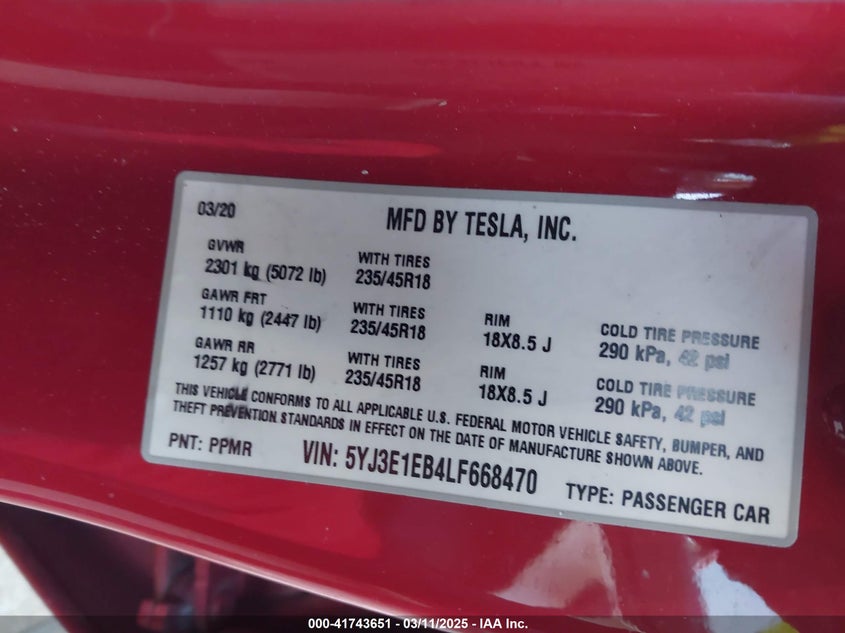 03/20
MFD BY TESLA, INC.
GVWR
2301 kg (5072 lb)
WITH TIRES
235/45R18
GAWR FRT
1110 kg (2447 lb)
WITH TIRES
235/45R18
RIM
18X8.5 J
COLD TIRE PRESSURE
290 kPa, 42 psi
GAWR RR
1257 kg (2771 lb)
WITH TIRES
235/45R18
RIM
18X8.5 J
COLD TIRE PRESSURE
290 kPa, 42 psi
THIS VEHICLE CONFORMS TO ALL APPLICABLE U.S. FEDERAL MOTOR VEHICLE SAFETY, BUMPER, AND
THEFT PREVENTION STANDARDS IN EFFECT ON THE DATE OF MANUFACTURE SHOWN ABOVE.
PNT: PPMR
VIN: 5YJ3E1EB4LF668470
TYPE: PASSENGER CAR
000-41743651 - 03/11/2025 - IAA Inc.